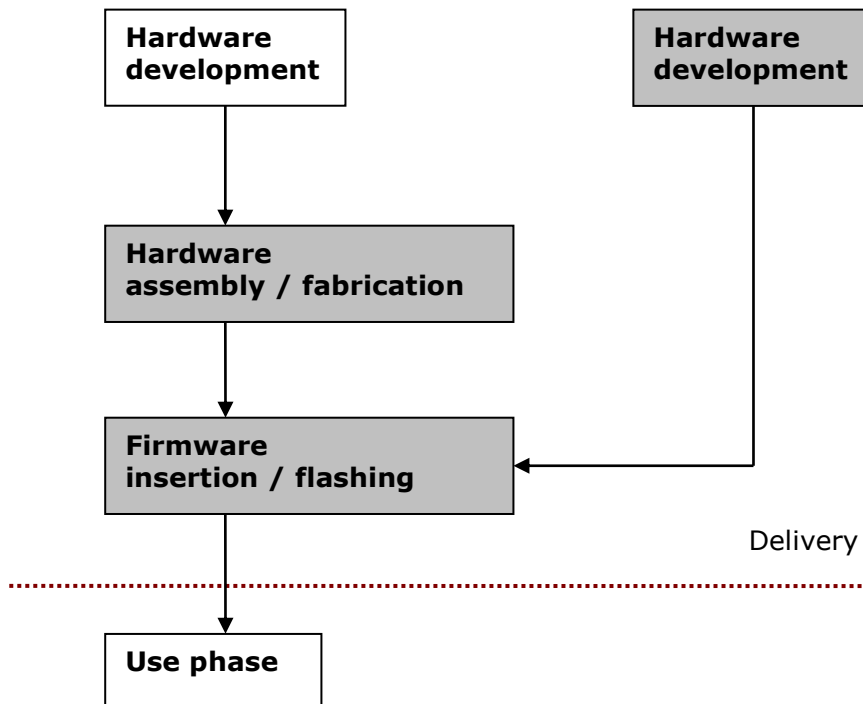 Hardware
development
Hardware
development
Hardware
assembly / fabrication
Firmware
insertion / flashing
Delivery
Use phase